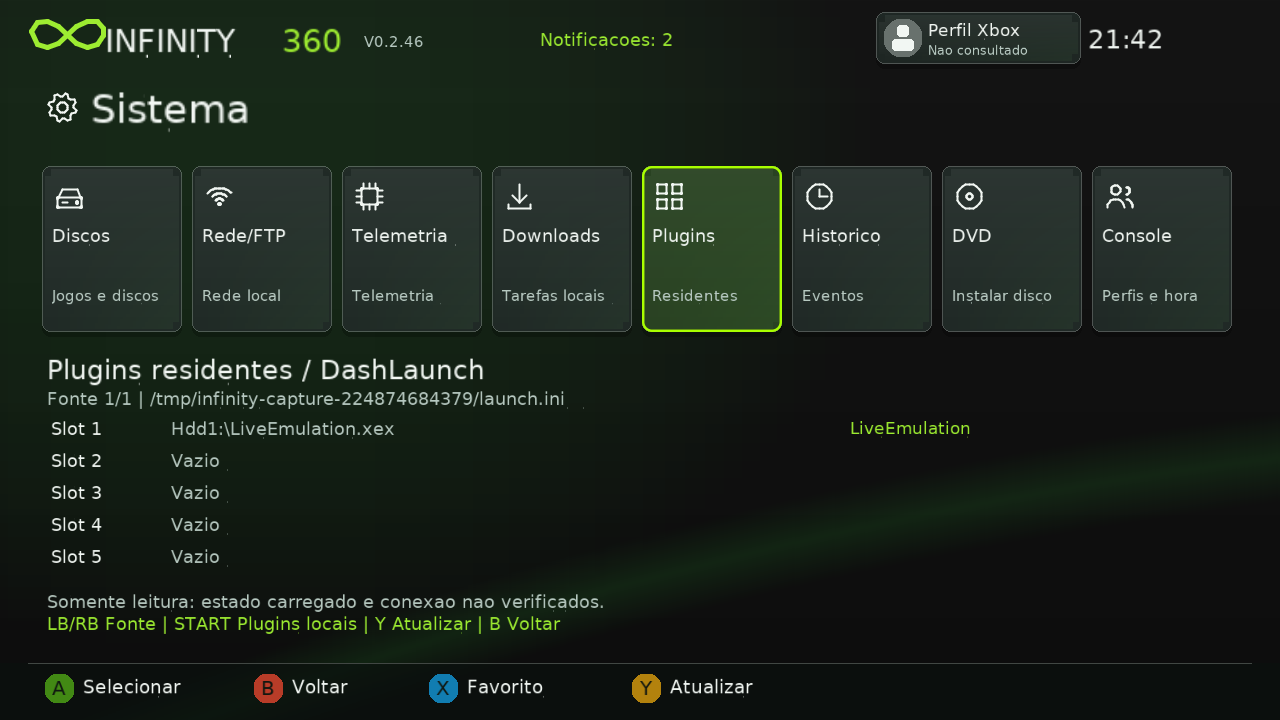 INFINITY 360 V0.2.46 Notificacoes: 2 Perfil Xbox 21:42
Nao consultado
Sistema
Discos Rede/FTP Telemetria Downloads Plugins Historico DVD Console
Jogos e discos Rede local Telemetria Tarefas locais Residentes Eventos Instalar disco Perfis e hora
Plugins residentes / DashLaunch
Fonte 1/1 | /tmp/infinity-capture-224874684379/launch.ini
Slot 1 Hdd1:\LiveEmulation.xex LiveEmulation
Slot 2 Vazio
Slot 3 Vazio
Slot 4 Vazio
Slot 5 Vazio
Somente leitura: estado carregado e conexao nao verificados.
LB/RB Fonte | START Plugins locais | Y Atualizar | B Voltar
A Selecionar B Voltar X Favorito Y Atualizar